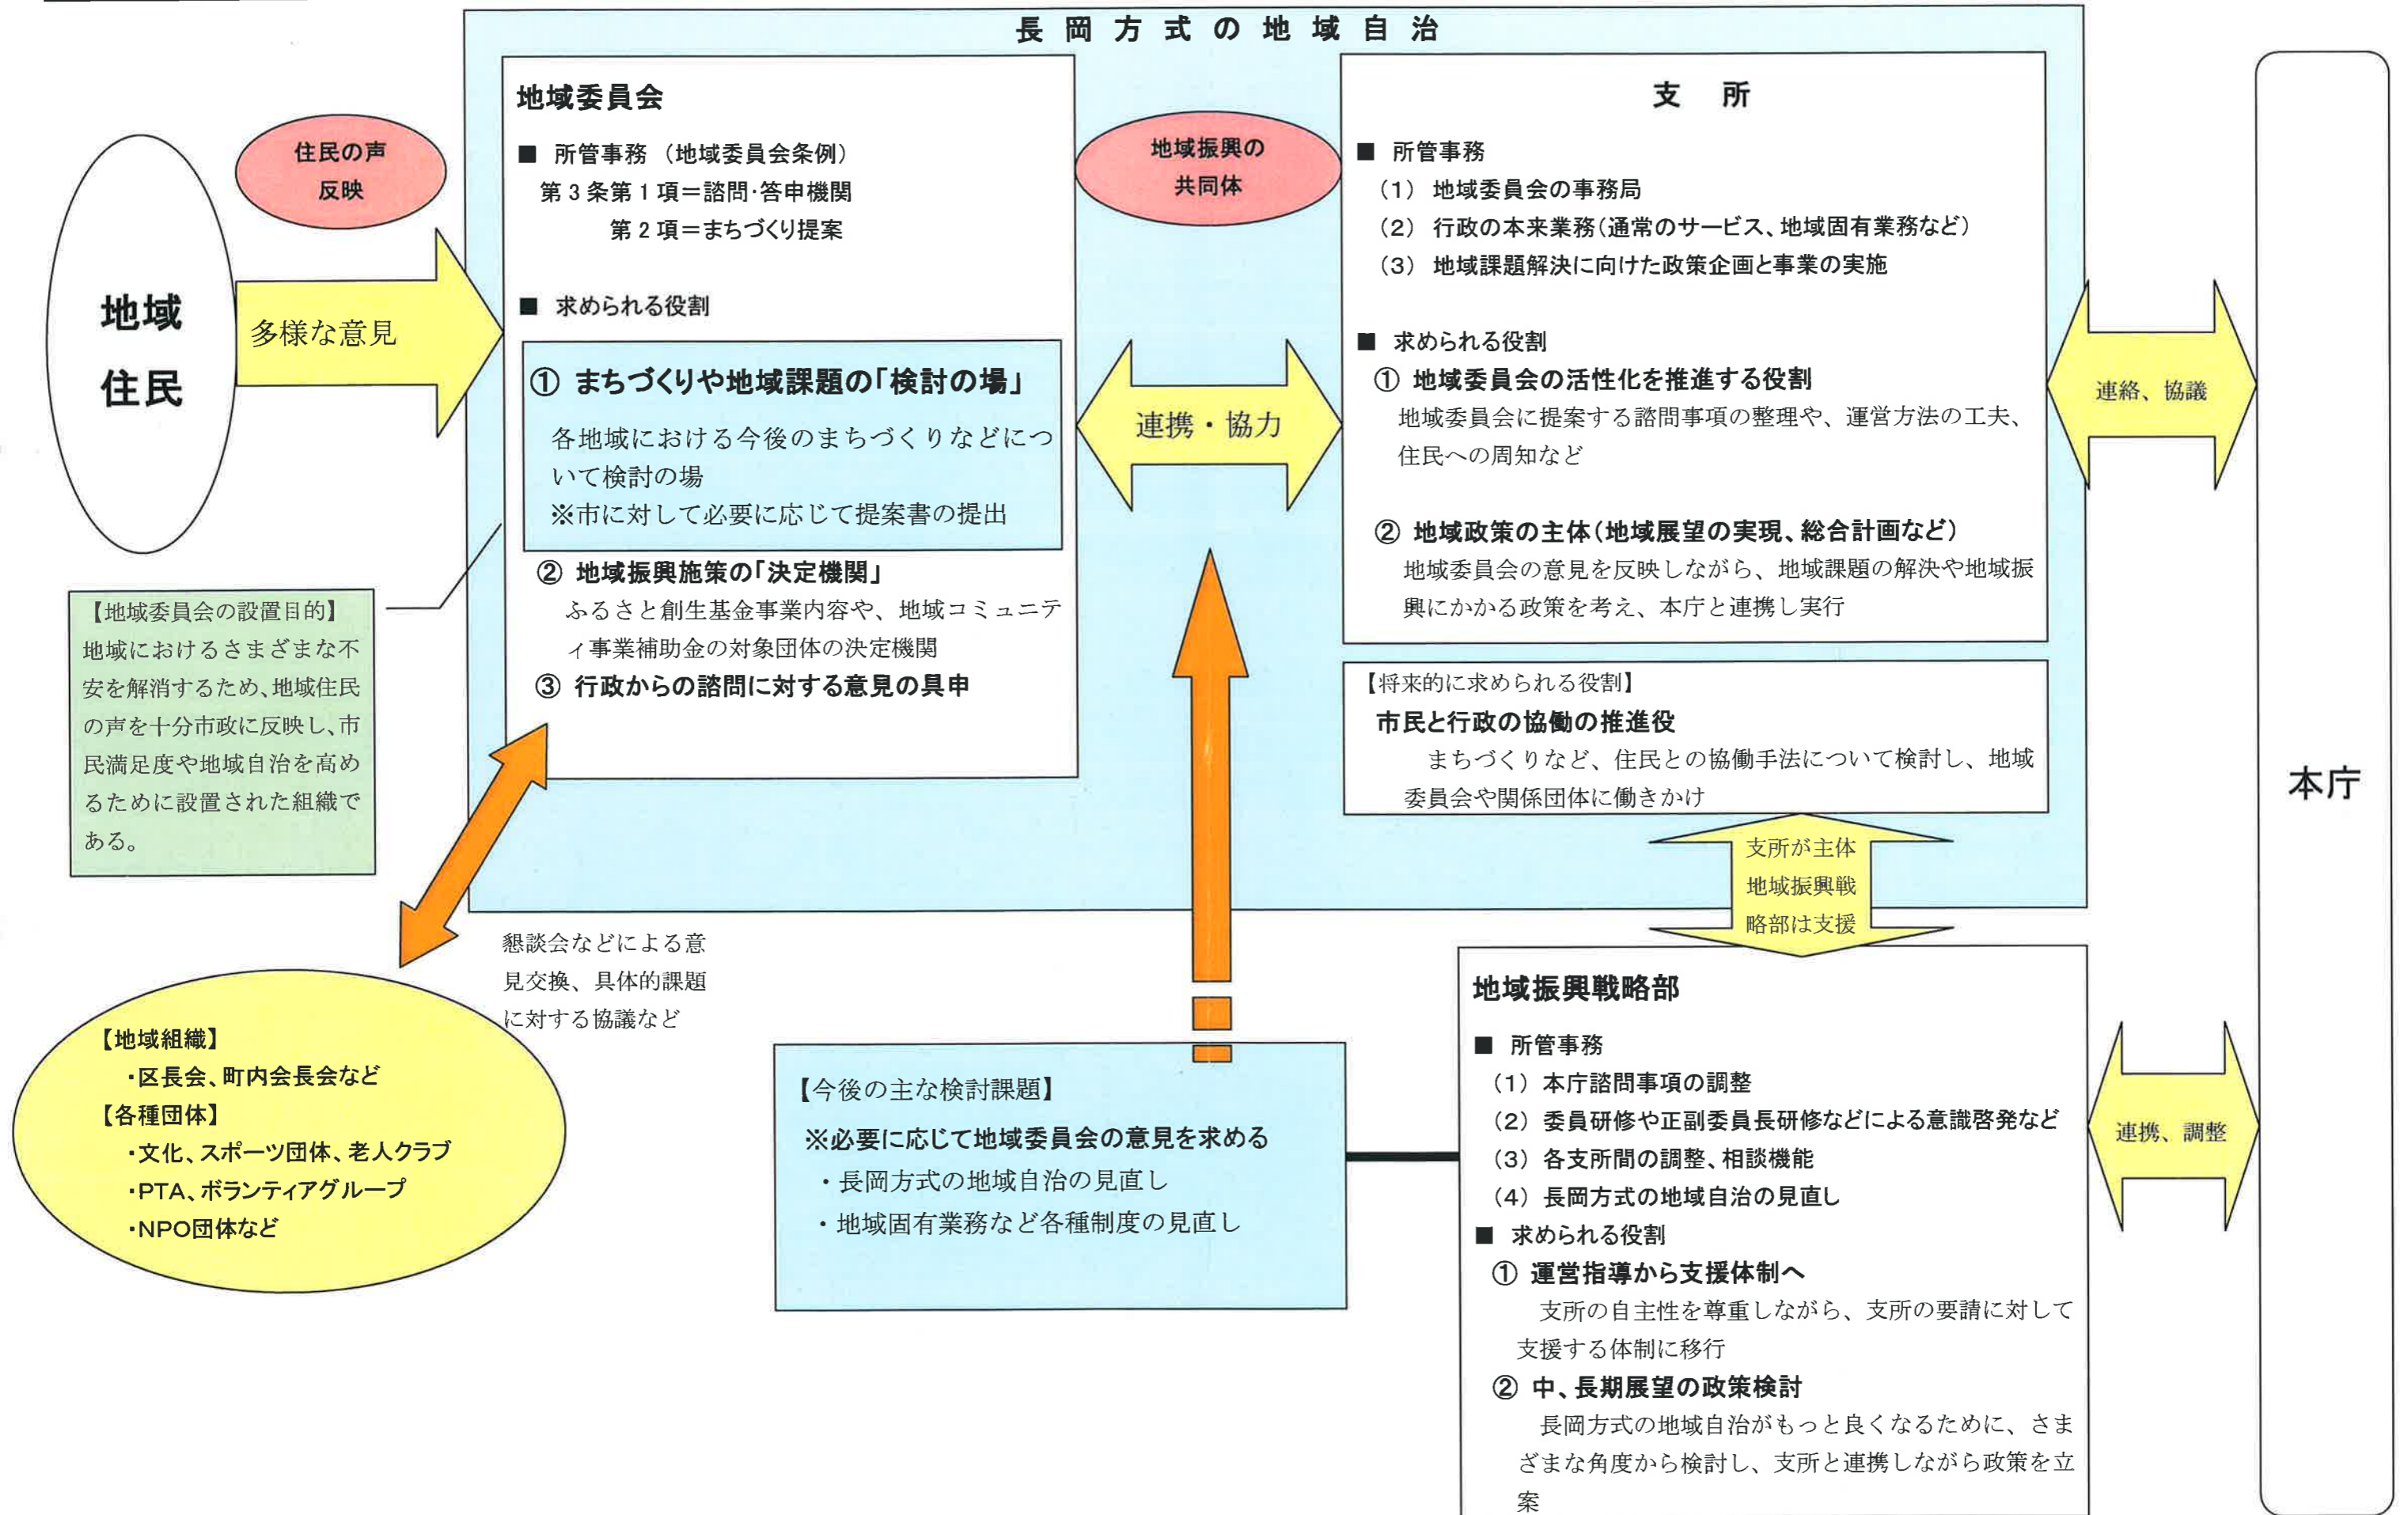 長岡方式の地域自治
地域
住民
住民の声
反映
多様な意見
【地域委員会の設置目的】
地域におけるさまざまな不
安を解消するため、地域住民
の声を十分市政に反映し、市
民満足度や地域自治を高め
るために設置された組織で
ある。
地域委員会
■ 所管事務 （地域委員会条例）
第3条第1項＝諮問・答申機関
第2項＝まちづくり提案
■ 求められる役割
① まちづくりや地域課題の「検討の場」
各地域における今後のまちづくりなどにつ
いて検討の場
※市に対して必要に応じて提案書の提出
② 地域振興施策の「決定機関」
ふるさと創生基金事業内容や、地域コミュニテ
ィ事業補助金の対象団体の決定機関
③ 行政からの諮問に対する意見の具申
地域振興の
共同体
連携・協力
支 所
■ 所管事務
（1） 地域委員会の事務局
（2） 行政の本来業務（通常のサービス、地域固有業務など）
（3） 地域課題解決に向けた政策企画と事業の実施
■ 求められる役割
① 地域委員会の活性化を推進する役割
地域委員会に提案する諮問事項の整理や、運営方法の工夫、
住民への周知など
② 地域政策の主体（地域展望の実現、総合計画など）
地域委員会の意見を反映しながら、地域課題の解決や地域振
興にかかる政策を考え、本庁と連携し実行
【将来的に求められる役割】
市民と行政の協働の推進役
まちづくりなど、住民との協働手法について検討し、地域
委員会や関係団体に働きかけ
連絡、協議
本庁
支所が主体
地域振興戦
略部は支援
懇談会などによる意
見交換、具体的課題
に対する協議など
【地域組織】
・区長会、町内会長会など
【各種団体】
・文化、スポーツ団体、老人クラブ
・PTA、ボランティアグループ
・NPO団体など
【今後の主な検討課題】
※必要に応じて地域委員会の意見を求める
・長岡方式の地域自治の見直し
・地域固有業務など各種制度の見直し
地域振興戦略部
■ 所管事務
（1） 本庁諮問事項の調整
（2） 委員研修や正副委員長研修などによる意識啓発など
（3） 各支所間の調整、相談機能
（4） 長岡方式の地域自治の見直し
■ 求められる役割
① 運営指導から支援体制へ
支所の自主性を尊重しながら、支所の要請に対して
支援する体制に移行
② 中、長期展望の政策検討
長岡方式の地域自治がもっと良くなるために、さま
ざまな角度から検討し、支所と連携しながら政策を立
案
連携、調整